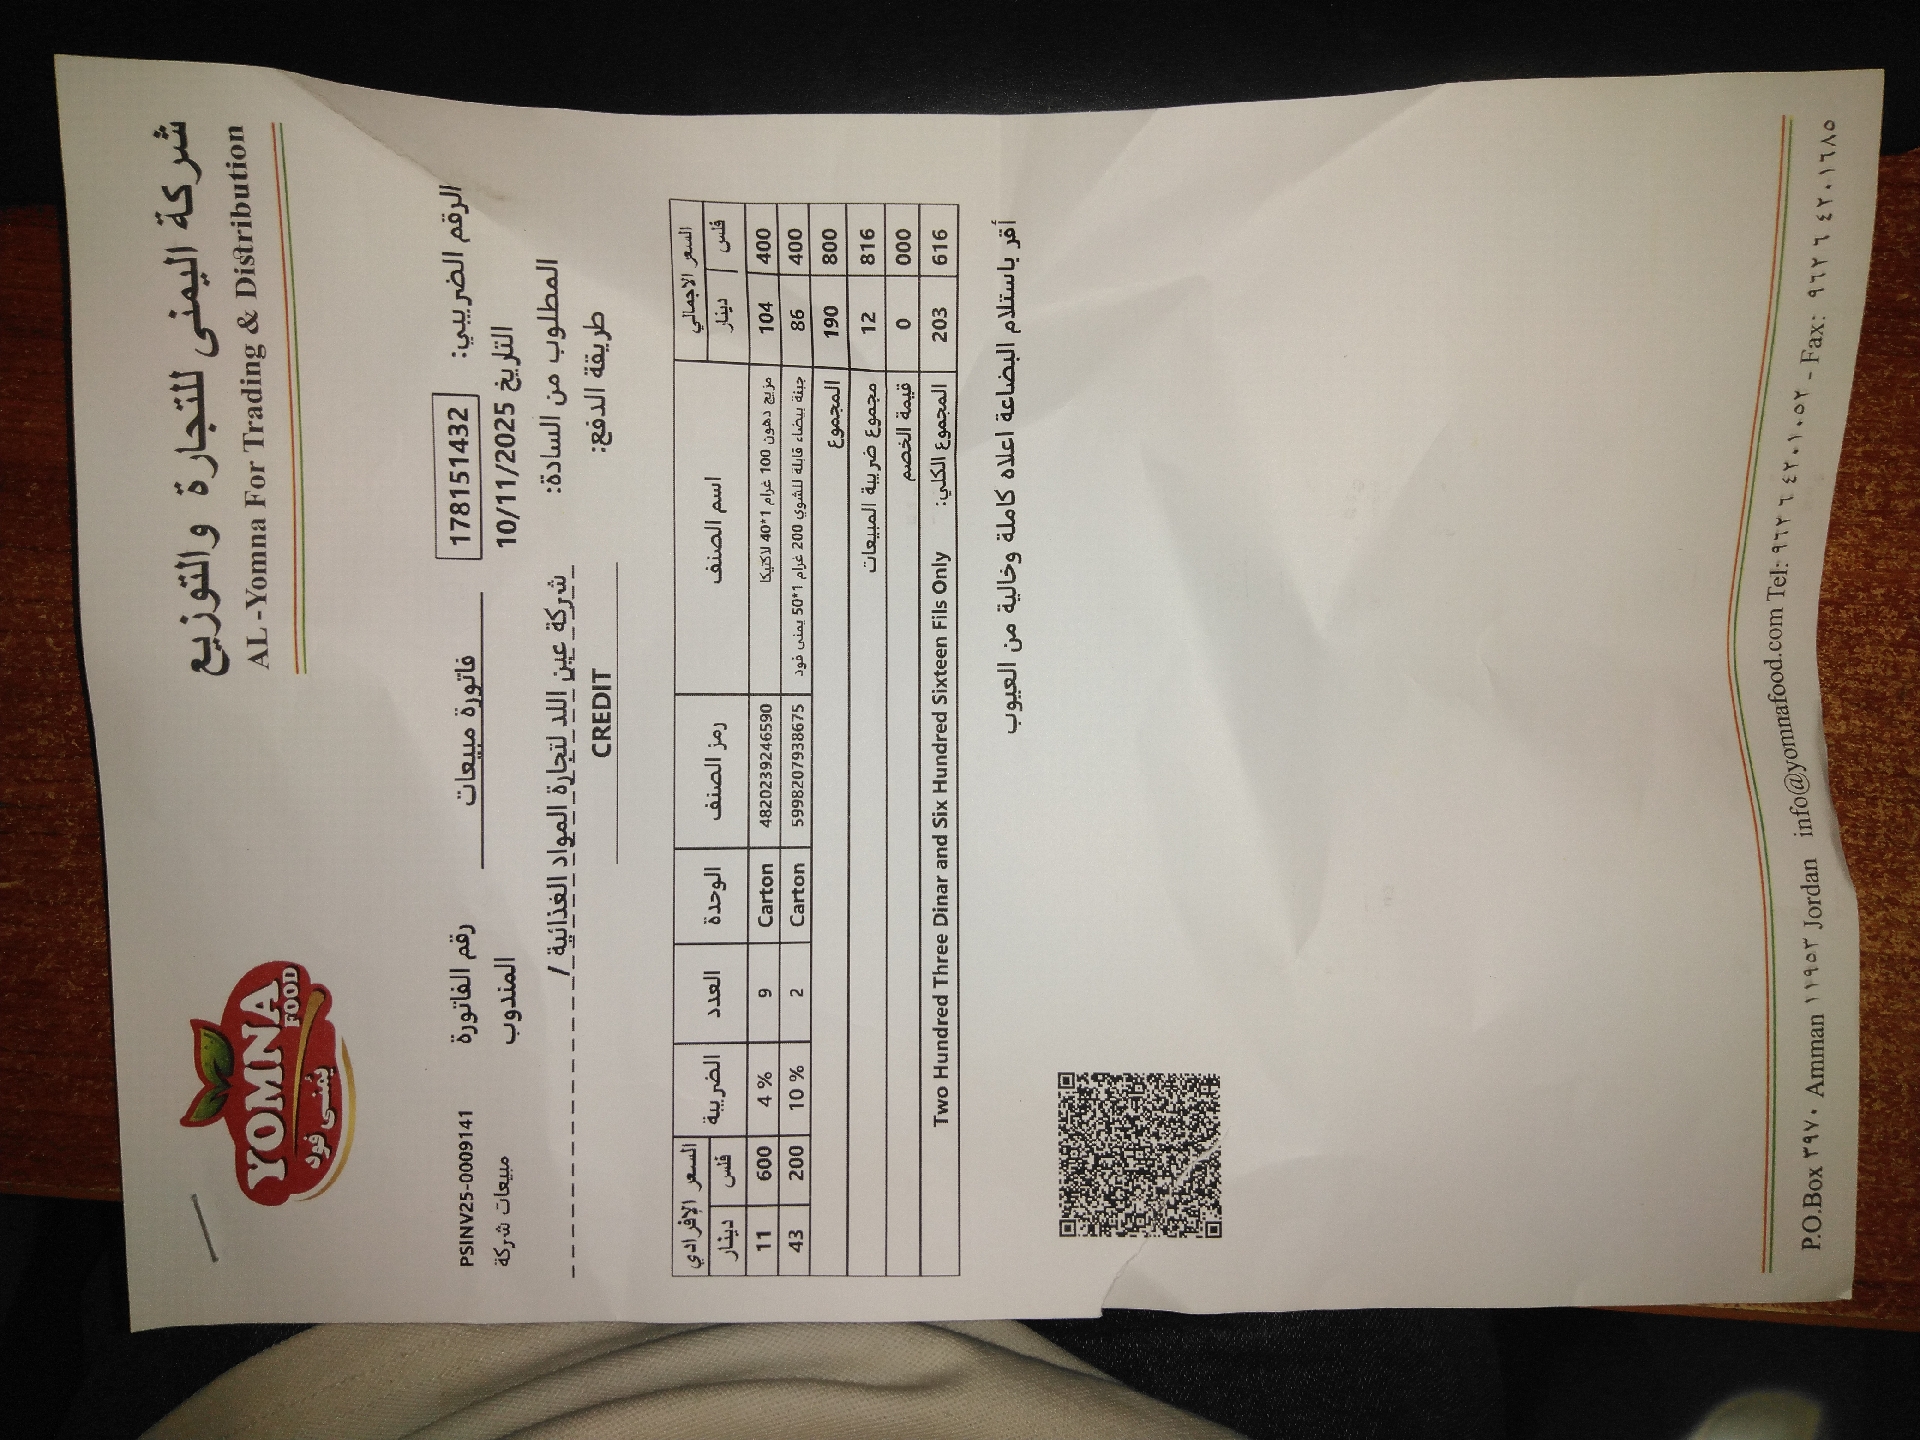 شركة اليمنى للتجارة والتوزيع
AL -Yomna For Trading & Distribution
YOMNA
FOOD
يُمنى فود
الرقم الضريبي: 178151432 فاتورة مبيعات رقم الفاتورة PSINV25-0009141
التاريخ 10/11/2025 المندوب مبيعات شركة
المطلوب من السادة: شركة عين اللد لتجارة المواد الغذائية /
طريقة الدفع: CREDIT
السعر الاجمالي اسم الصنف رمز الصنف الوحدة العدد الضريبة السعر الإفرادي
فلس دينار فلس دينار
400 104 مزيج دهون 100 غرام 1*40 لاكتيكا 4820239246590 Carton 9 4 % 600 11
400 86 جبنة بيضاء قابلة للشوي 200 غرام 1*50 يمنى فود 5998207938675 Carton 2 10 % 200 43
800 190 المجموع
816 12 مجموع ضريبة المبيعات
000 0 قيمة الخصم
616 203 المجموع الكلي: Two Hundred Three Dinar and Six Hundred Sixteen Fils Only
أقر باستلام البضاعة اعلاه كاملة وخالية من العيوب
P.O.Box ٣٩٧٠ Amman ١١٩٥٣ Jordan info@yomnafood.com Tel: ٩٦٢ ٦ ٤٢٠١٠٥٢ - Fax: ٩٦٢ ٦ ٤٢٠١٦٨٥